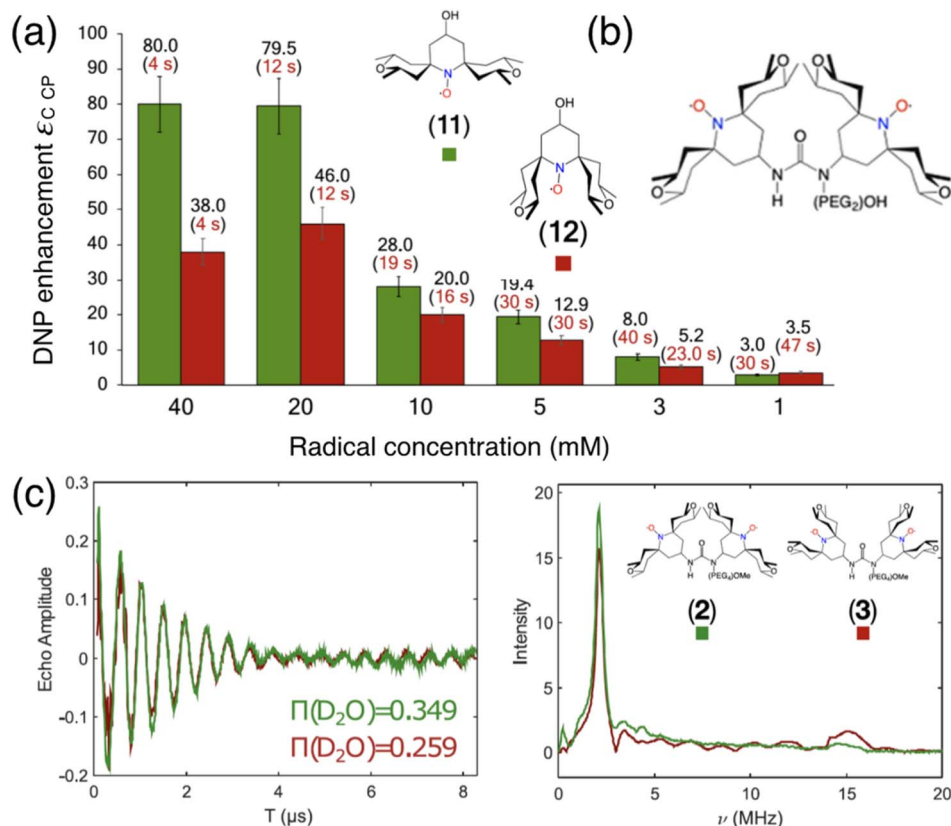 (a)
DNP enhancement ε C CP
100
90
80
70
60
50
40
30
20
10
0
80.0
(4 s)
38.0
(4 s)
79.5
(12 s)
46.0
(12 s)
28.0
(19 s)
20.0
(16 s)
19.4
(30 s)
12.9
(30 s)
8.0
(40 s)
5.2
(23.0 s)
3.0
(30 s)
3.5
(47 s)
40 20 10 5 3 1
Radical concentration (mM)
OH
O
O
N
·O
(11)
OH
N
·O
O
O
(12)
(b)
O
O
·O
N
N
O·
O
O
O
N
H
N
(PEG₂)OH
(c)
Echo Amplitude
0.3
0.2
0.1
0
-0.1
-0.2
Π(D₂O)=0.349
Π(D₂O)=0.259
0 2 4 6 8
T (μs)
Intensity
20
15
10
5
0
O
O
·O
N
N
O·
O
O
O
N
H
N
(PEG₄)OMe
(2)
O
O
·O
N
N
O·
O
O
O
N
H
N
(PEG₄)OMe
(3)
0 5 10 15 20
ν (MHz)